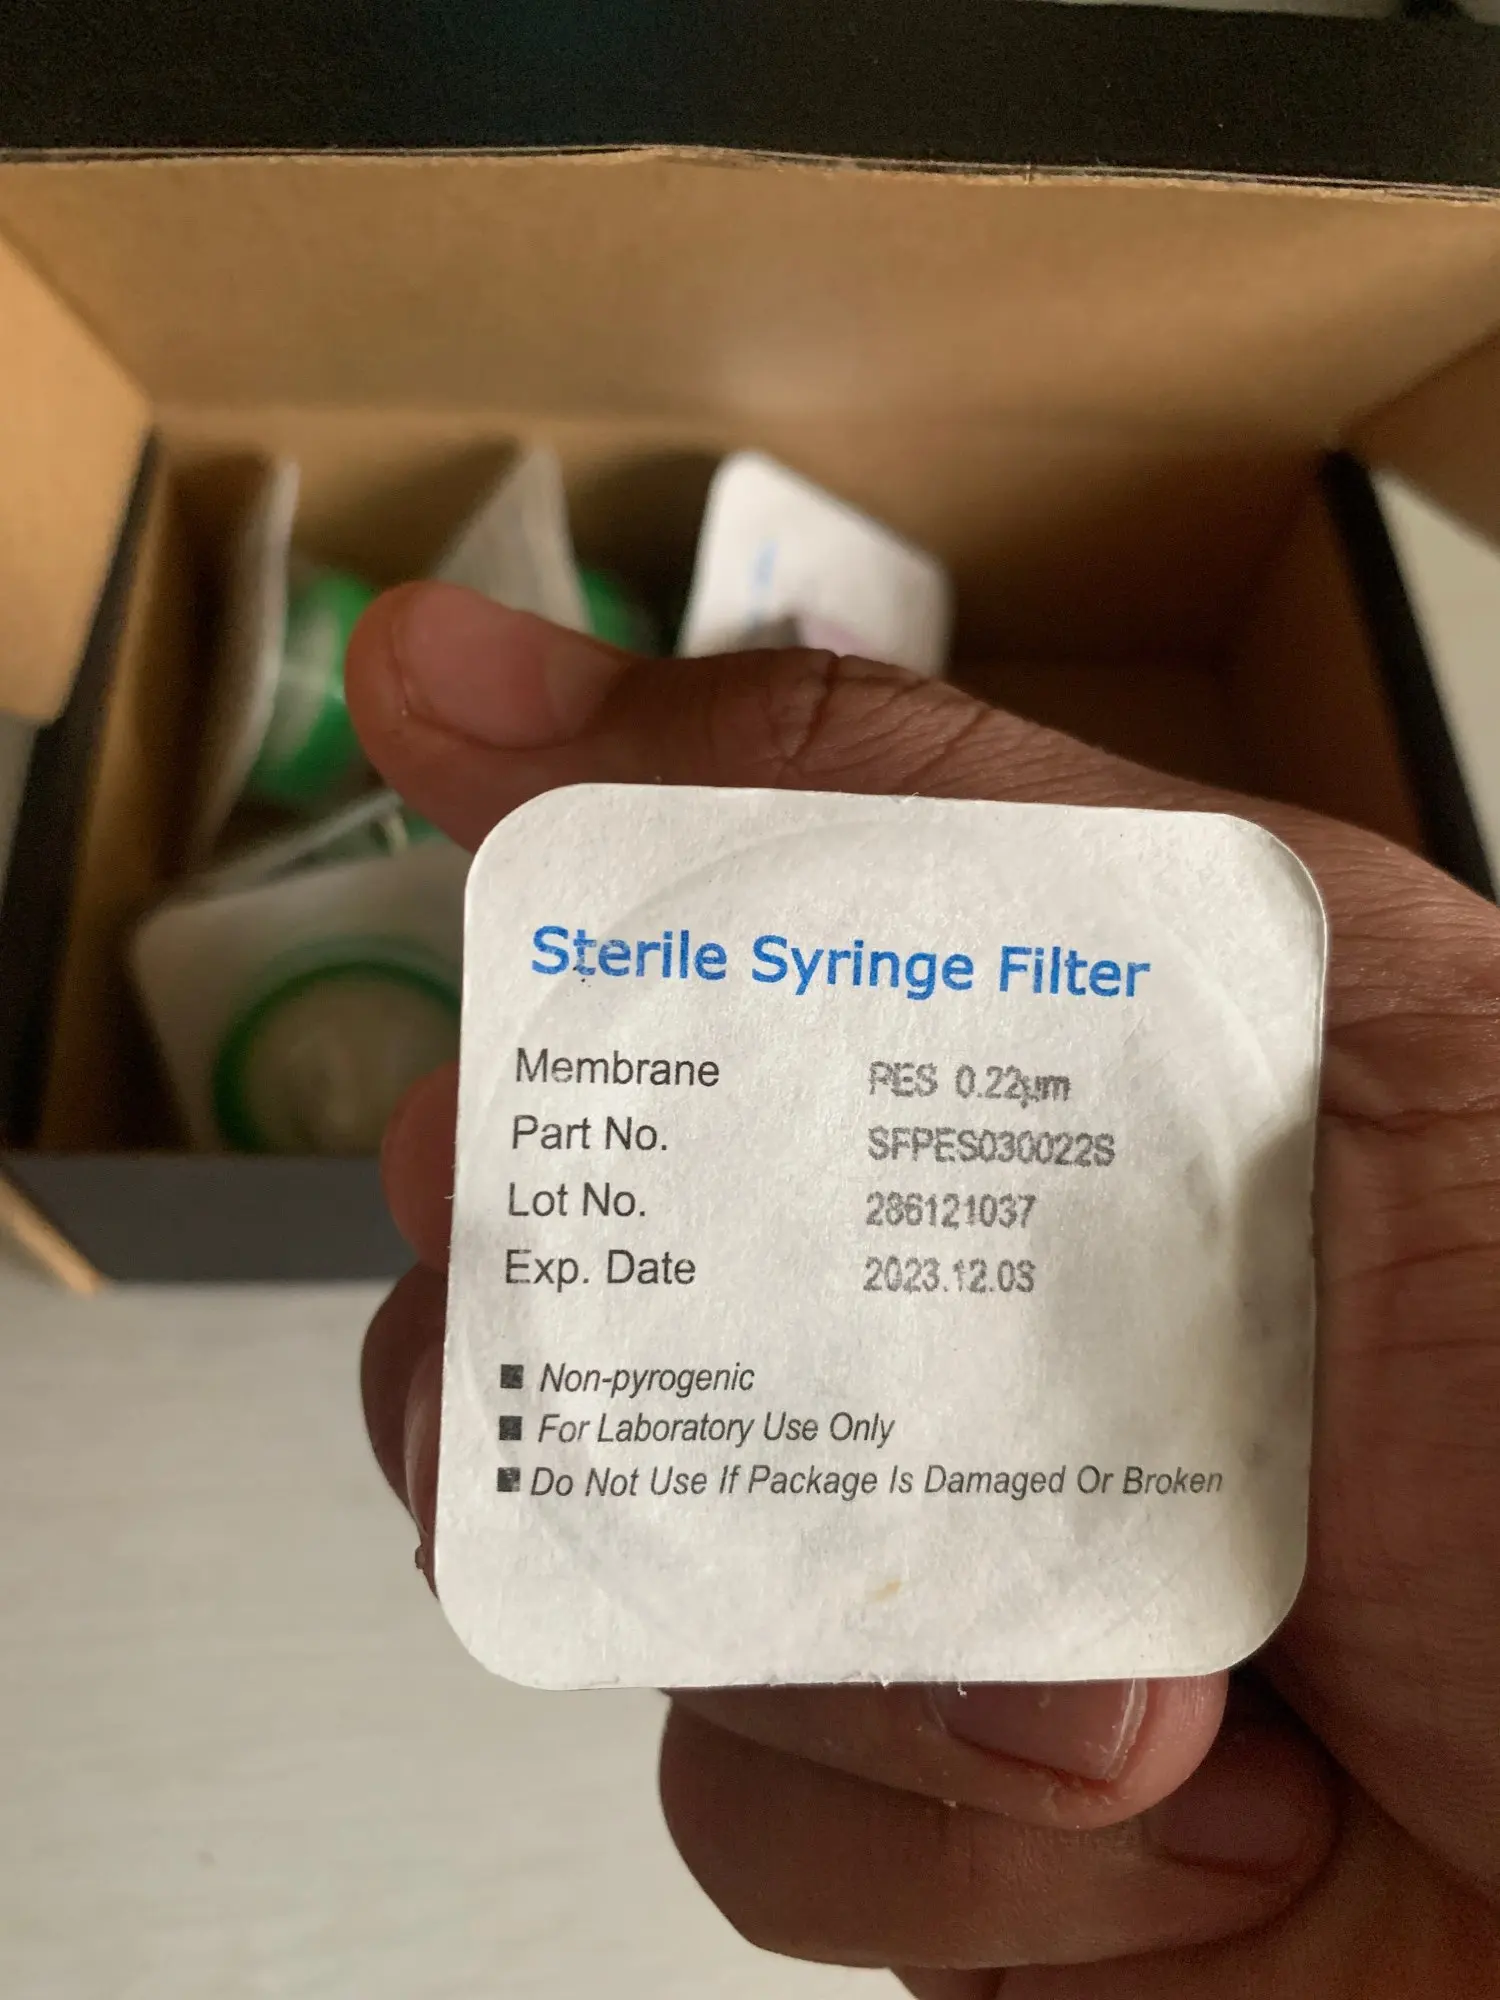 Sterile Syringe Filter
Membrane PES 0.22µm
Part No. SFPES030022S
Lot No. 286121037
Exp. Date 2023.12.08
■ Non-pyrogenic
■ For Laboratory Use Only
■ Do Not Use If Package Is Damaged Or Broken